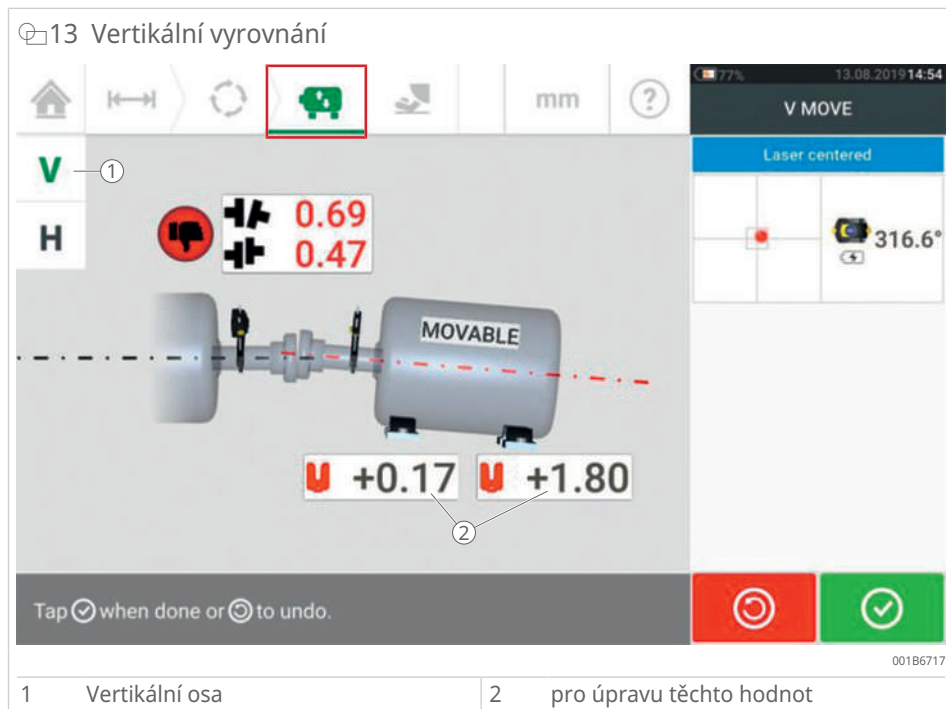 13 Vertikální vyrovnání
mm
?
77%
13.08.2019 14:54
V MOVE
V
1
Laser centered
H
0.69
0.47
316.6°
MOVABLE
+0.17
+1.80
2
Tap when done or to undo.
001B6717
1 Vertikální osa
2 pro úpravu těchto hodnot